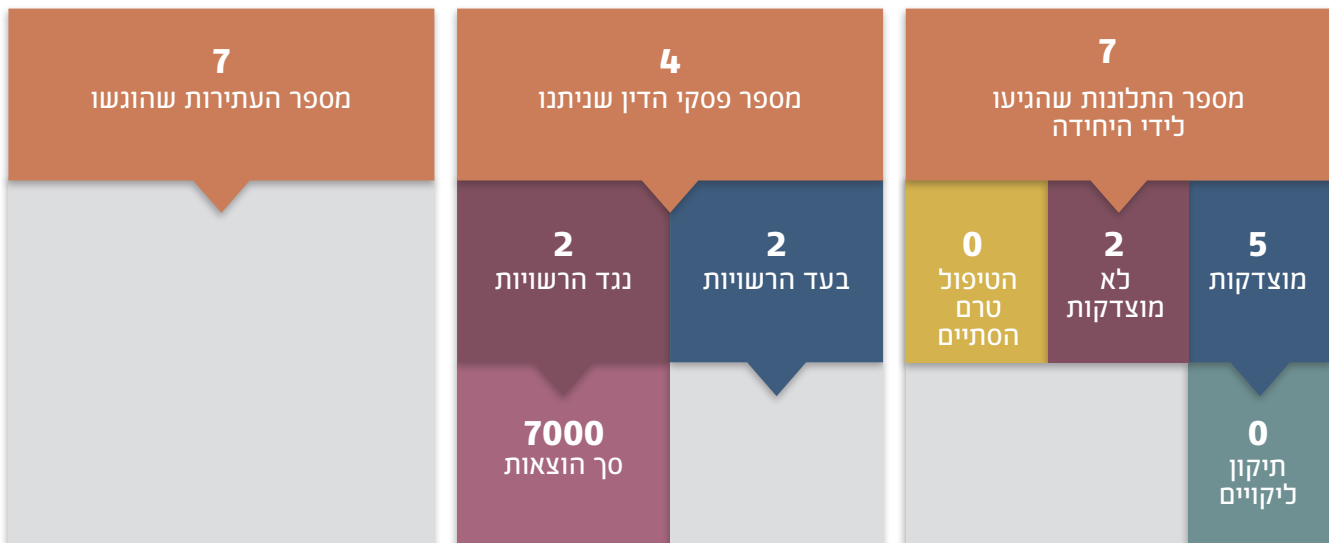 7
מספר התלונות שהגיעו
לידי היחידה
5
מוצדקות
2
לא
מוצדקות
0
הטיפול
טרם
הסתיים
0
תיקון
ליקויים
4
מספר פסקי הדין שניתנו
2
בעד הרשויות
2
נגד הרשויות
7000
סך הוצאות
7
מספר העתירות שהוגשו